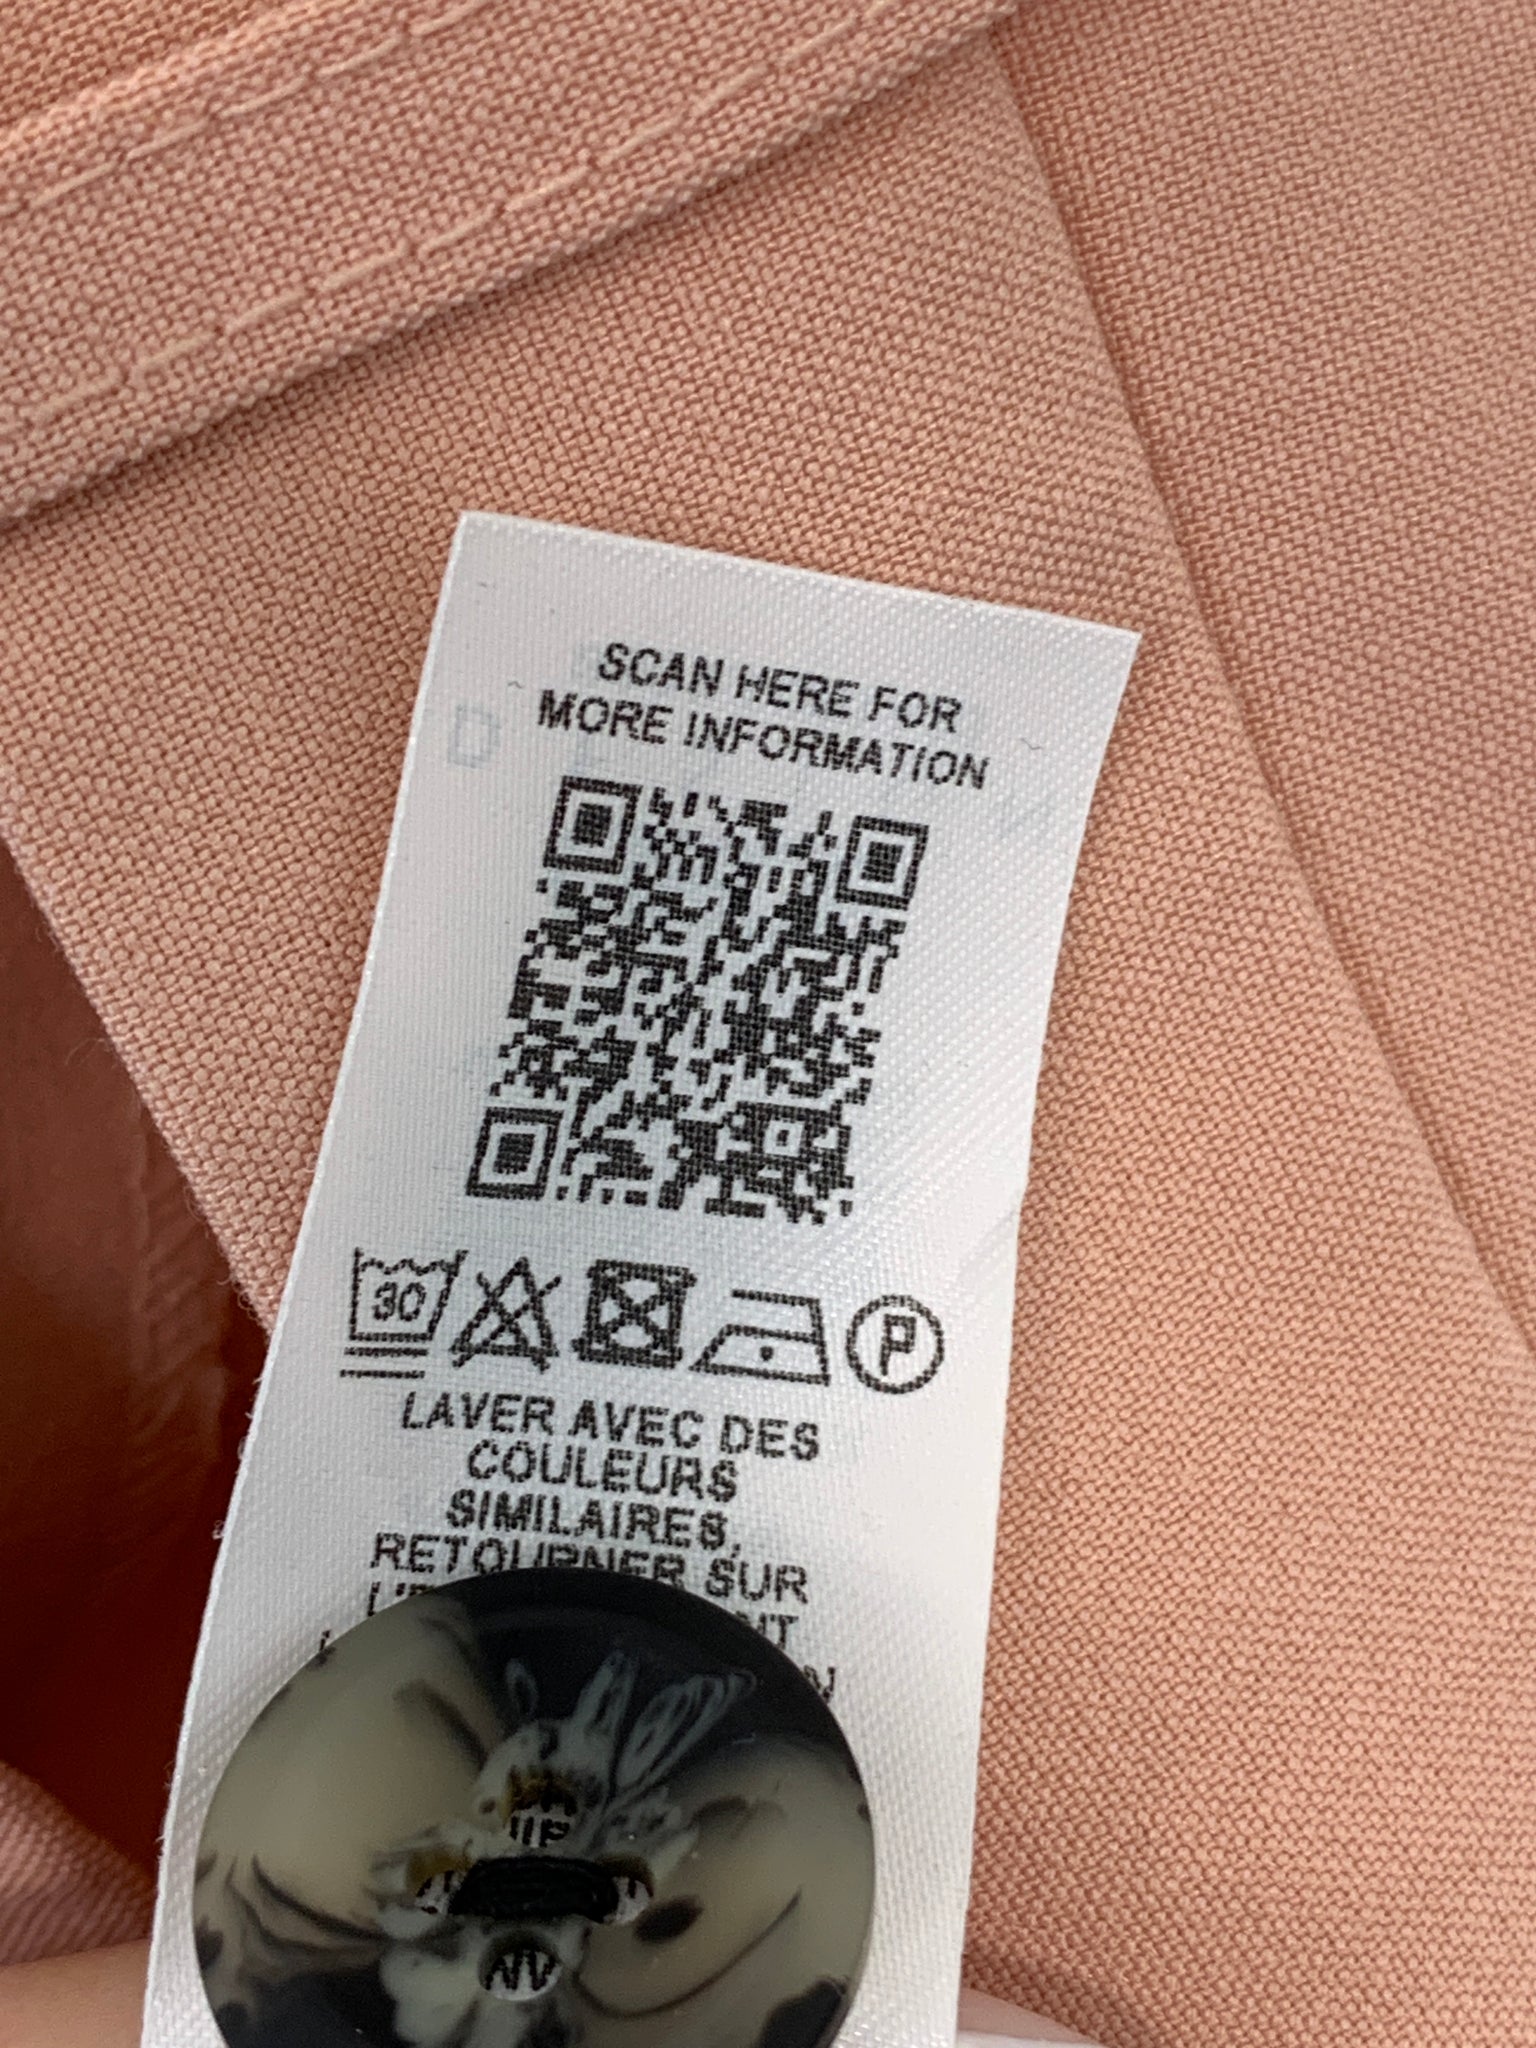 SCAN HERE FOR
MORE INFORMATION
30
P
LAVER AVEC DES
COULEURS
SIMILAIRES,
RETOURNER SUR